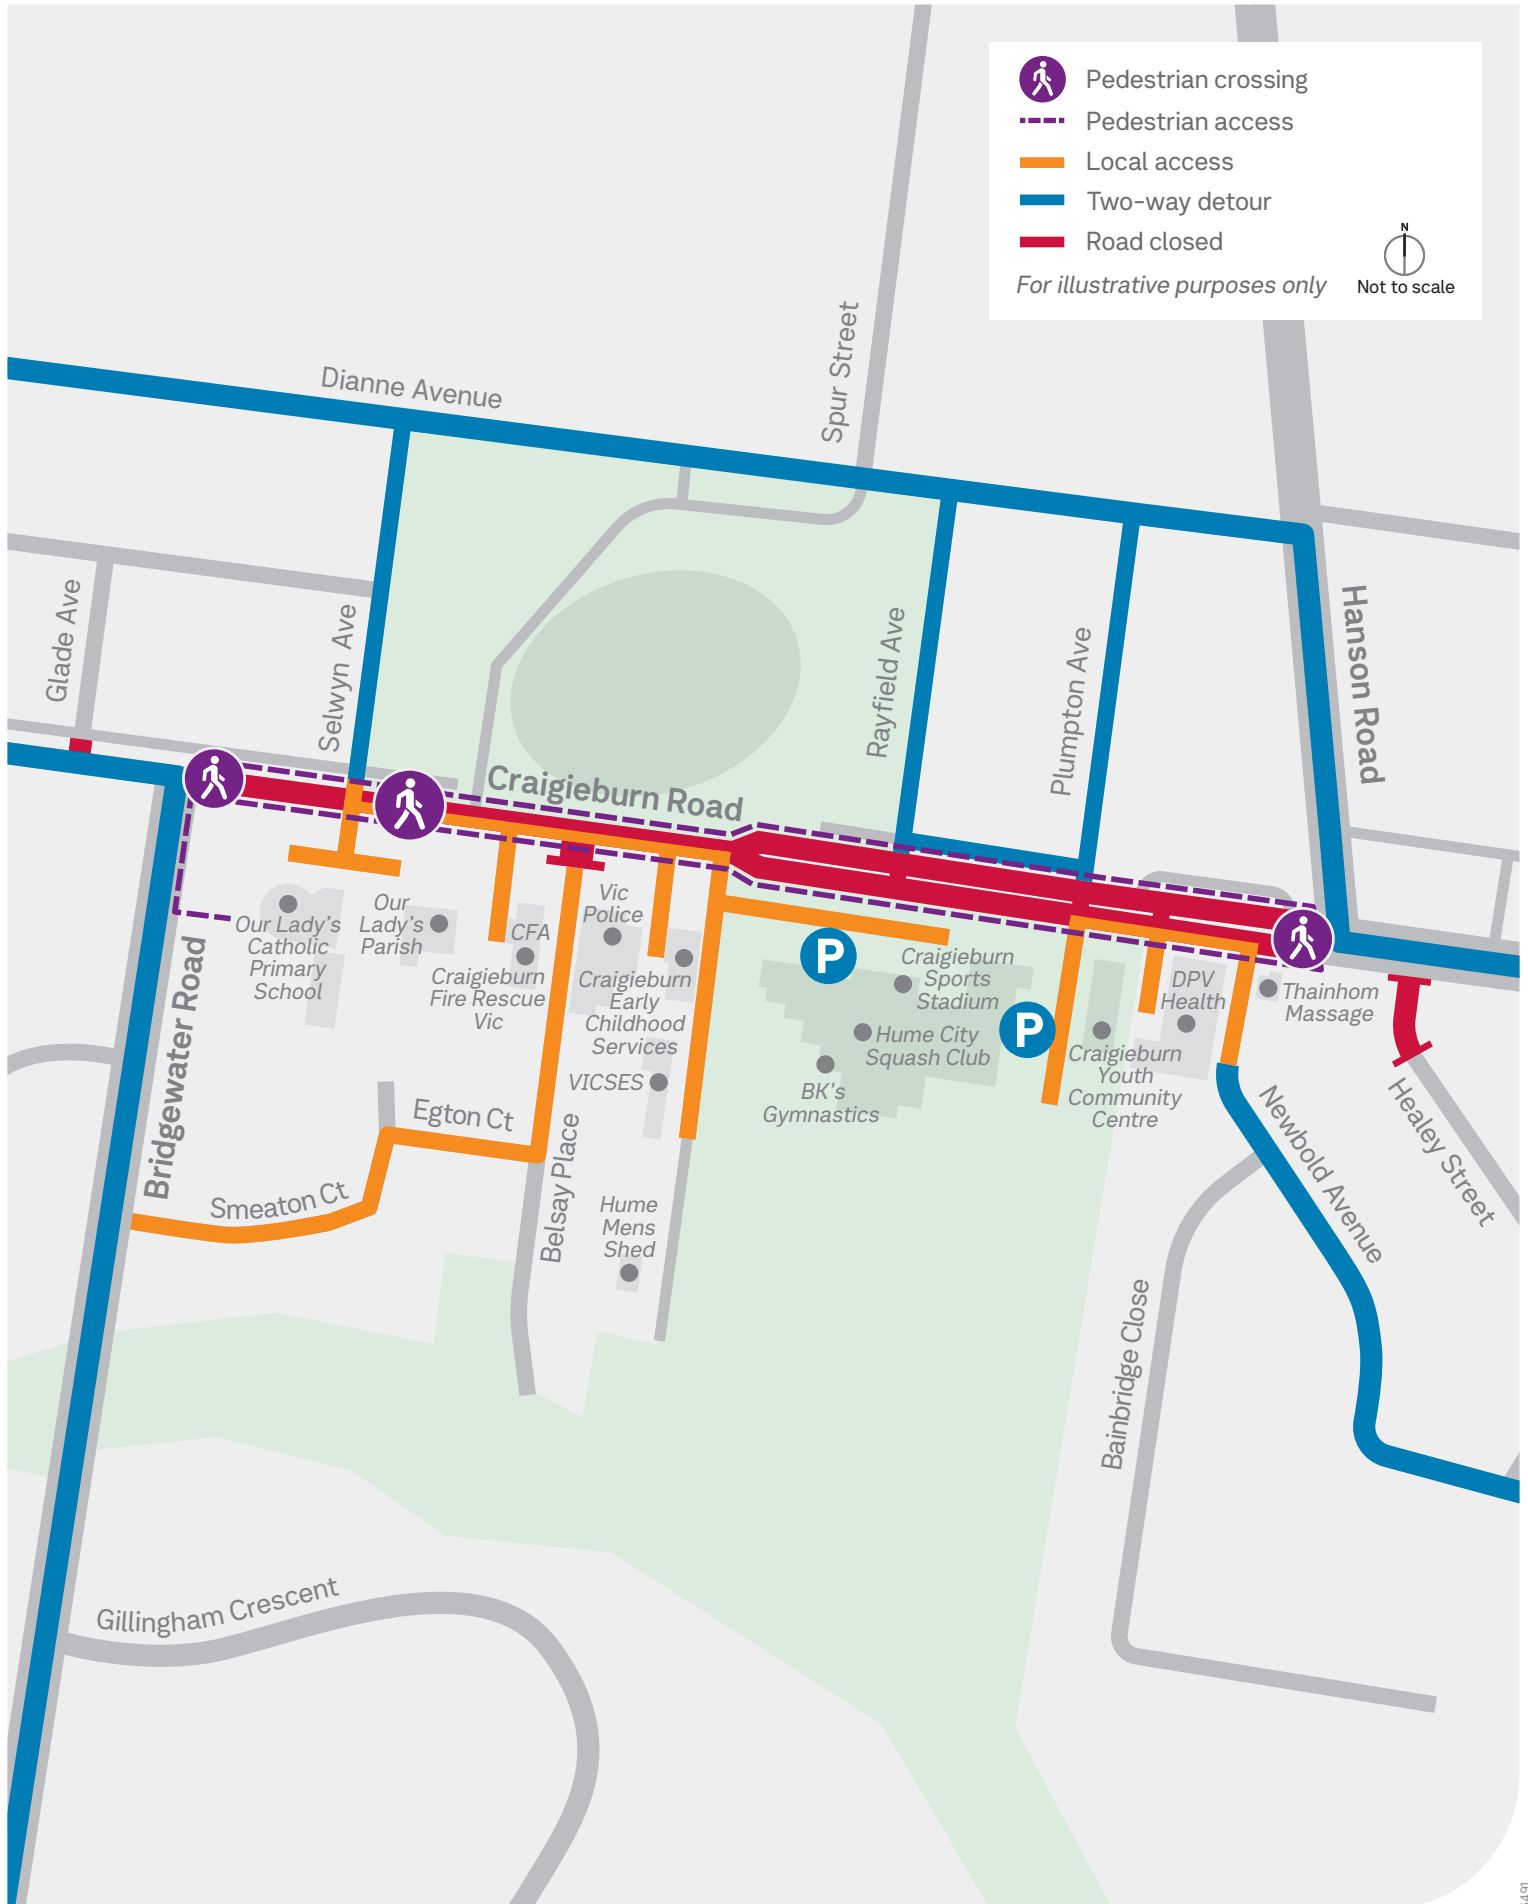 Pedestrian crossing
Pedestrian access
Local access
Two-way detour
Road closed
For illustrative purposes only
N
Not to scale
Dianne Avenue
Spur Street
Glade Ave
Selwyn Ave
Rayfield Ave
Plumpton Ave
Hanson Road
Craigieburn Road
Our Lady's
Catholic
Primary
School
Our
Lady's
Parish
CFA
Craigieburn
Fire Rescue
Vic
Vic
Police
Craigieburn
Early
Childhood
Services
VICSES
P
Craigieburn
Sports
Stadium
Hume City
Squash Club
BK's
Gymnastics
P
DPV
Health
Craigieburn
Youth
Community
Centre
Thainhom
Massage
Bridgewater Road
Egton Ct
Smeaton Ct
Belsay Place
Hume
Mens
Shed
Newbold Avenue
Healey Street
Bainbridge Close
Gillingham Crescent